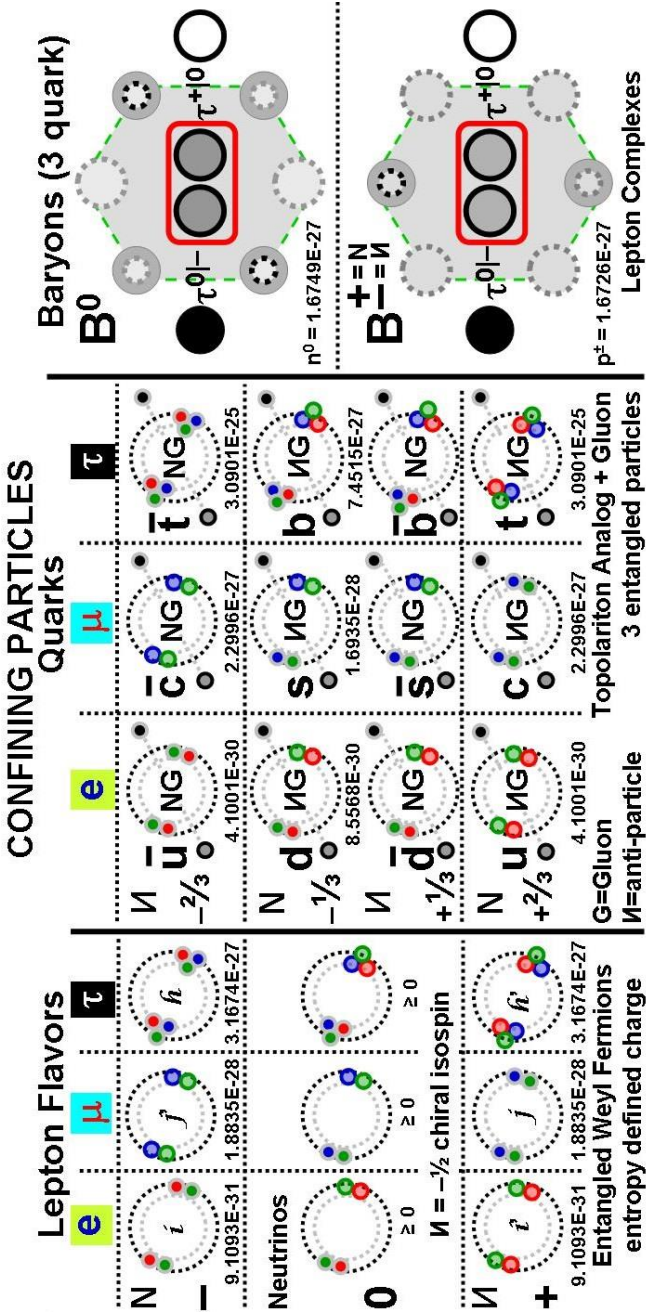 CONFINING PARTICLES
Lepton Flavors
e μ τ
N
−
i j' h
9.1093E-31 1.8835E-28 3.1674E-27
Neutrinos
0
≥ 0 ≥ 0 ≥ 0
И = −½ chiral isospin
И
+
i' j h'
9.1093E-31 1.8835E-28 3.1674E-27
Entangled Weyl Fermions
entropy defined charge
Quarks
e μ τ
И
−⅔
u̅ NG c̅ NG t̅ NG
4.1001E-30 2.2996E-27 3.0901E-25
N
−⅓
d ИG s ИG b ИG
8.5568E-30 1.6935E-28 7.4515E-27
И
+⅓
d̅ NG s̅ ИG b̅ ИG
N
+⅔
u NG c NG t NG
4.1001E-30 2.2996E-27 3.0901E-25
G=Gluon
И=anti-particle
Topolariton Analog + Gluon
3 entangled particles
Baryons (3 quark)
B⁰
τ⁰|− τ⁺|0
n⁰ = 1.6749E-27
B + =N
− =И
τ⁰|− τ⁺|0
p± = 1.6726E-27
Lepton Complexes